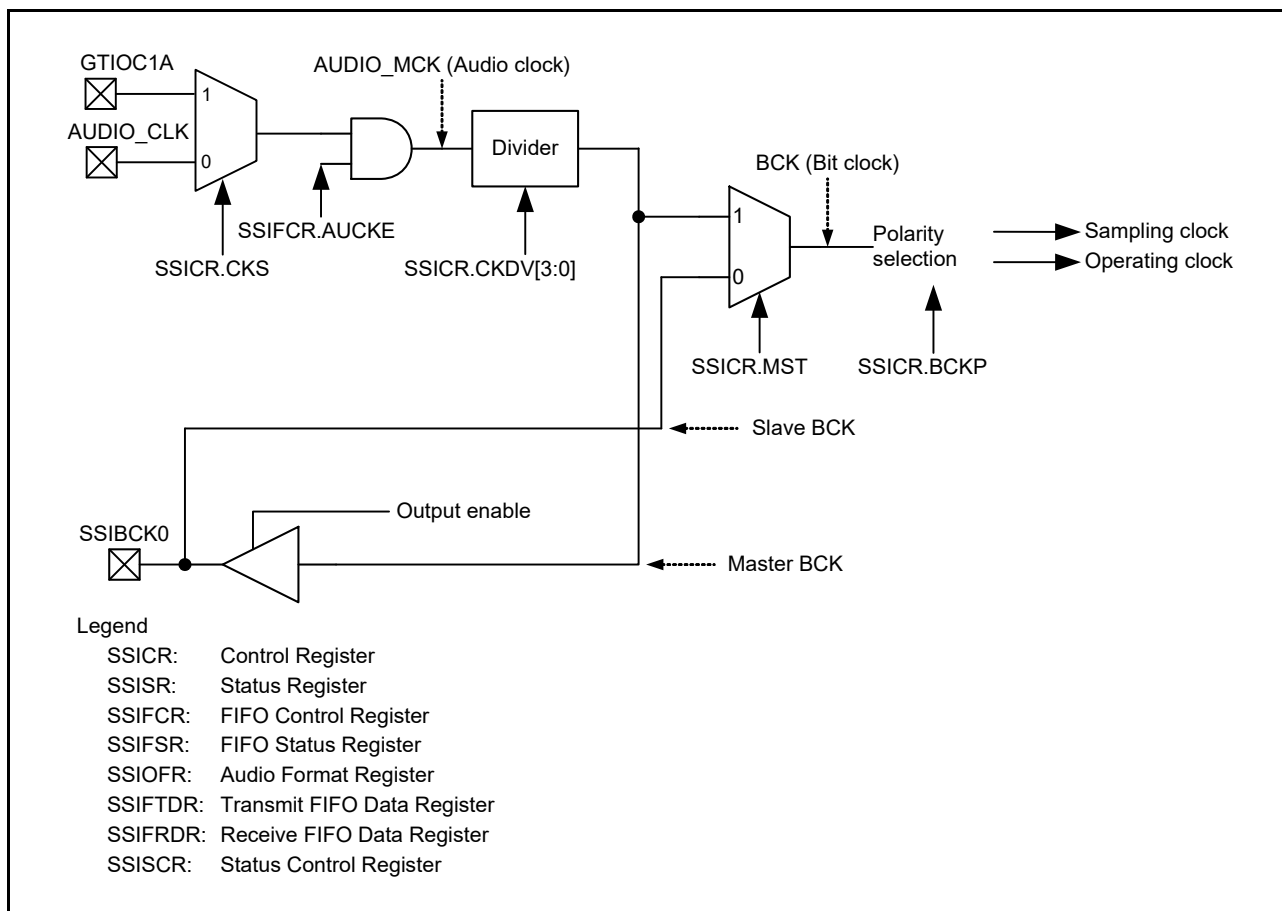 GTIOC1A
AUDIO_MCK (Audio clock)
1
AUDIO_CLK
0
Divider
BCK (Bit clock)
SSIFCR.AUCKE
SSICR.CKS
SSICR.CKDV[3:0]
1
0
Polarity
selection
Sampling clock
Operating clock
SSICR.MST
SSICR.BCKP
Slave BCK
Output enable
SSIBCK0
Master BCK
Legend
SSICR: Control Register
SSISR: Status Register
SSIFCR: FIFO Control Register
SSIFSR: FIFO Status Register
SSIOFR: Audio Format Register
SSIFTDR: Transmit FIFO Data Register
SSIFRDR: Receive FIFO Data Register
SSISCR: Status Control Register